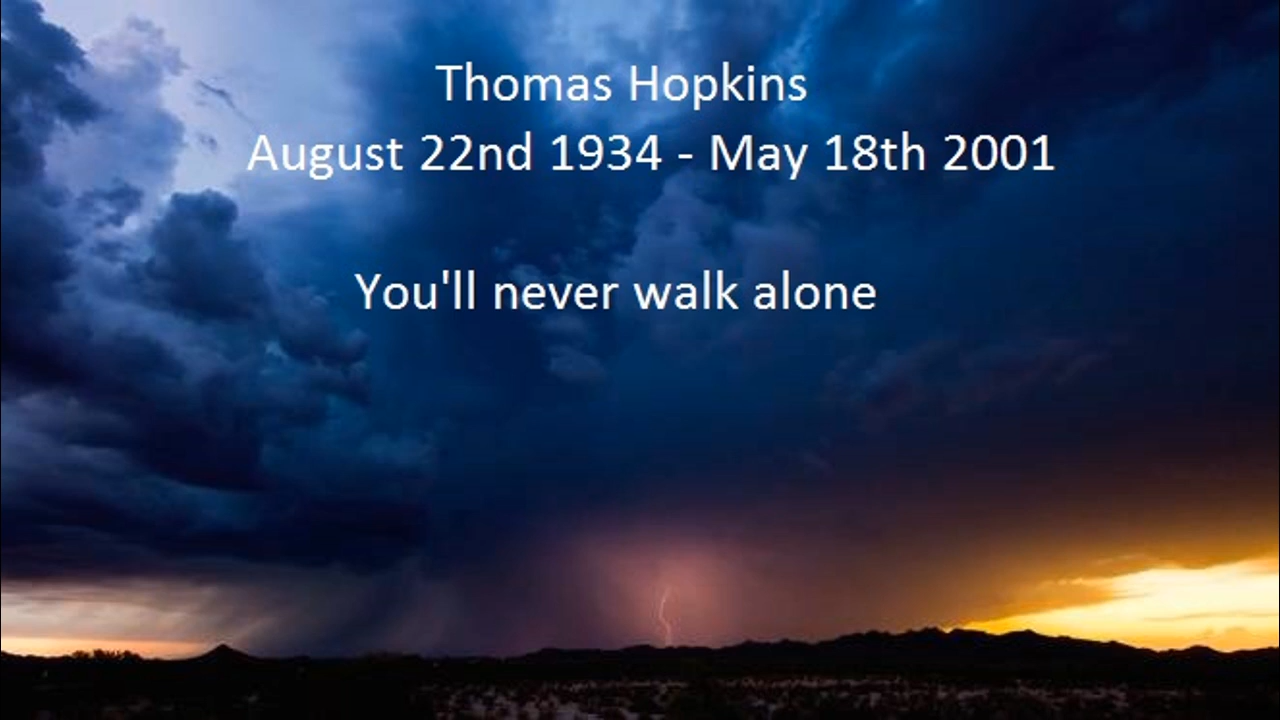 Thomas Hopkins
August 22nd 1934 - May 18th 2001
You'll never walk alone